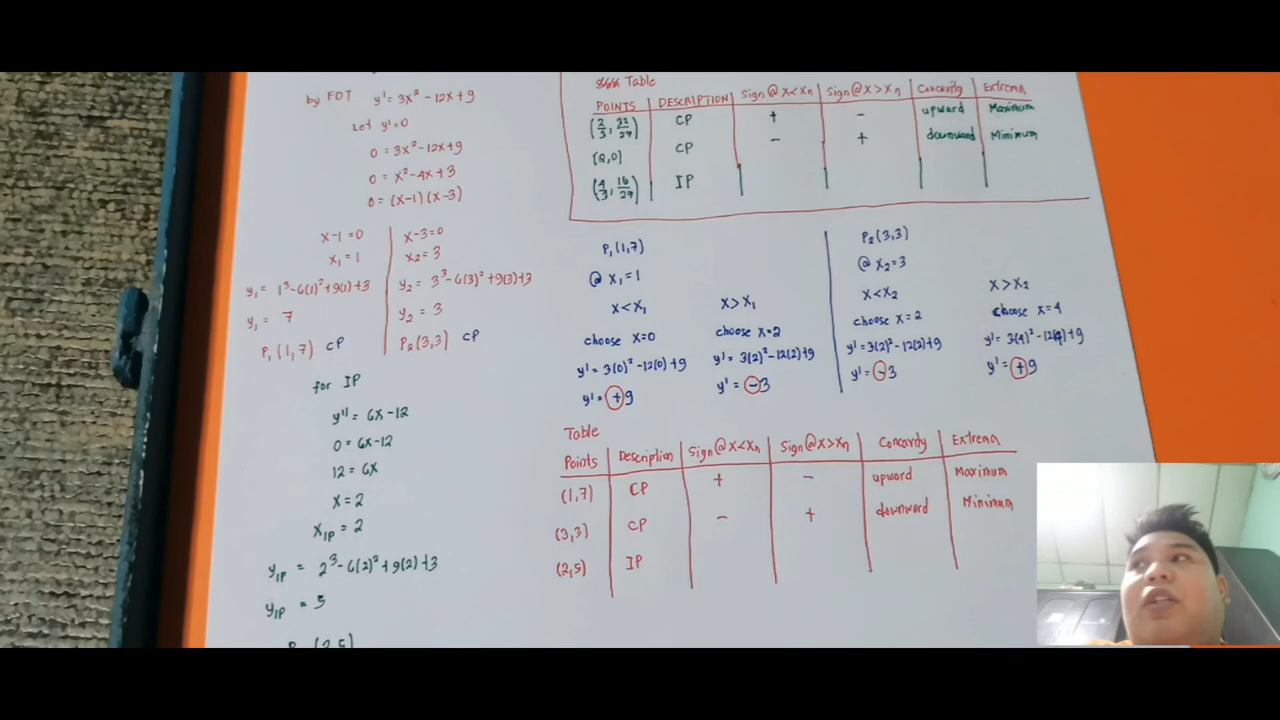 by FDT y' = 3x² - 12x + 9
Let y' = 0
0 = 3x² - 12x + 9
0 = x² - 4x + 3
0 = (x-1)(x-3)
x-1 = 0
x₁ = 1
y₁ = 1³ - 6(1)² + 9(1) + 3
y₁ = 7
P₁ (1,7) CP
x-3 = 0
x₂ = 3
y₂ = 3³ - 6(3)² + 9(3) + 3
y₂ = 3
P₂ (3,3) CP
for IP
y'' = 6x - 12
0 = 6x - 12
12 = 6x
x = 2
x_IP = 2
y_IP = 2³ - 6(2)² + 9(2) + 3
y_IP = 5
Table
POINTS DESCRIPTION Sign @ x<xn Sign @ x>xn Concavity Extrema
(2/3, 32/27) CP + - upward Maximum
(2,0) CP - + downward Minimum
(4/3, 16/27) IP
P₁ (1,7)
@ x₁ = 1
x < x₁
choose x=0
y' = 3(0)² - 12(0) + 9
y' = +9
x > x₁
choose x=2
y' = 3(2)² - 12(2) + 9
y' = -3
P₂ (3,3)
@ x₂ = 3
x < x₂
choose x=2
y' = 3(2)² - 12(2) + 9
y' = -3
x > x₂
choose x=4
y' = 3(4)² - 12(4) + 9
y' = +9
Table
Points Description Sign @ x<xn Sign @ x>xn Concavity Extrema
(1,7) CP + - upward Maximum
(3,3) CP - + downward Minimum
(2,5) IP